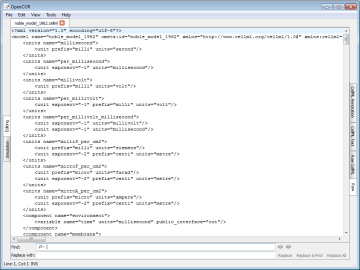 OpenCOR
File Edit View Tools Help
noble_model_1962.cellml
<?xml version="1.0" encoding="utf-8"?>
<model name="noble_model_1962" cmeta:id="noble_model_1962" xmlns="http://www.cellml.org/cellml/1.0#" xmlns:cellml=
<units name="millisecond">
<unit prefix="milli" units="second"/>
</units>
<units name="per_millisecond">
<unit exponent="-1" units="millisecond"/>
</units>
<units name="millivolt">
<unit prefix="milli" units="volt"/>
</units>
<units name="per_millivolt">
<unit exponent="-1" prefix="milli" units="volt"/>
</units>
<units name="per_millivolt_millisecond">
<unit exponent="-1" units="millivolt"/>
<unit exponent="-1" units="millisecond"/>
</units>
<units name="milliS_per_cm2">
<unit prefix="milli" units="siemens"/>
<unit exponent="-2" prefix="centi" units="metre"/>
</units>
<units name="microF_per_cm2">
<unit prefix="micro" units="farad"/>
<unit exponent="-2" prefix="centi" units="metre"/>
</units>
<units name="microA_per_cm2">
<unit prefix="micro" units="ampere"/>
<unit exponent="-2" prefix="centi" units="metre"/>
</units>
<component name="environment">
<variable name="time" units="millisecond" public_interface="out"/>
</component>
<component name="membrane">
Editing
Simulation
CellML Annotation
CellML Text
Raw CellML
Raw
Find:
Replace with:
Replace Replace & Find Replace All
Line: 1, Col: 1 INS